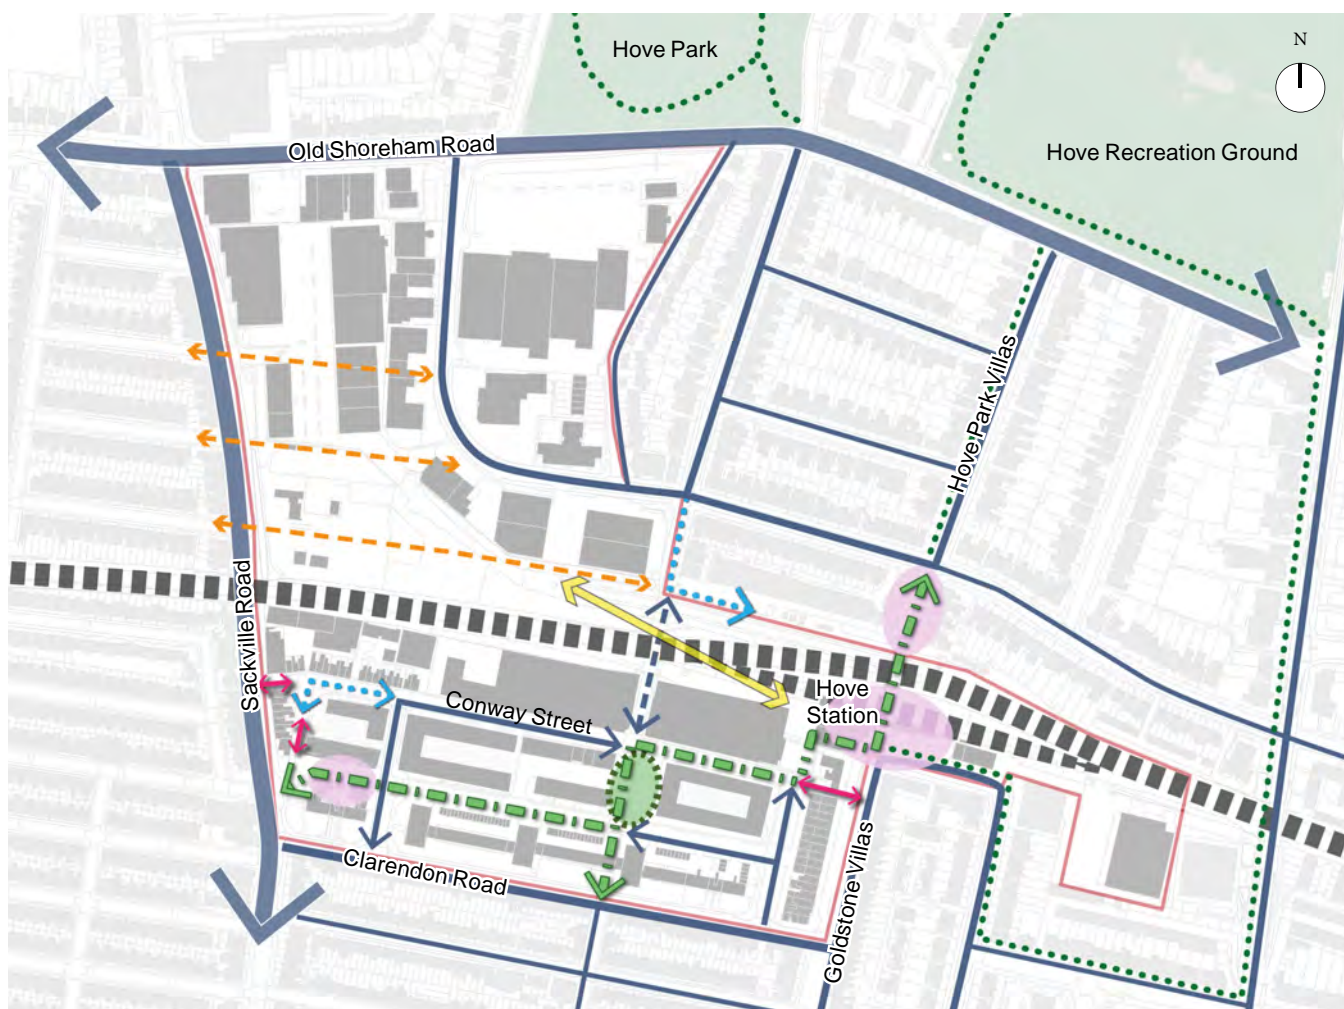 N
Hove Park
Old Shoreham Road
Hove Recreation Ground
Hove Park Villas
Sackville Road
Hove
Station
Conway Street
Clarendon Road
Goldstone Villas